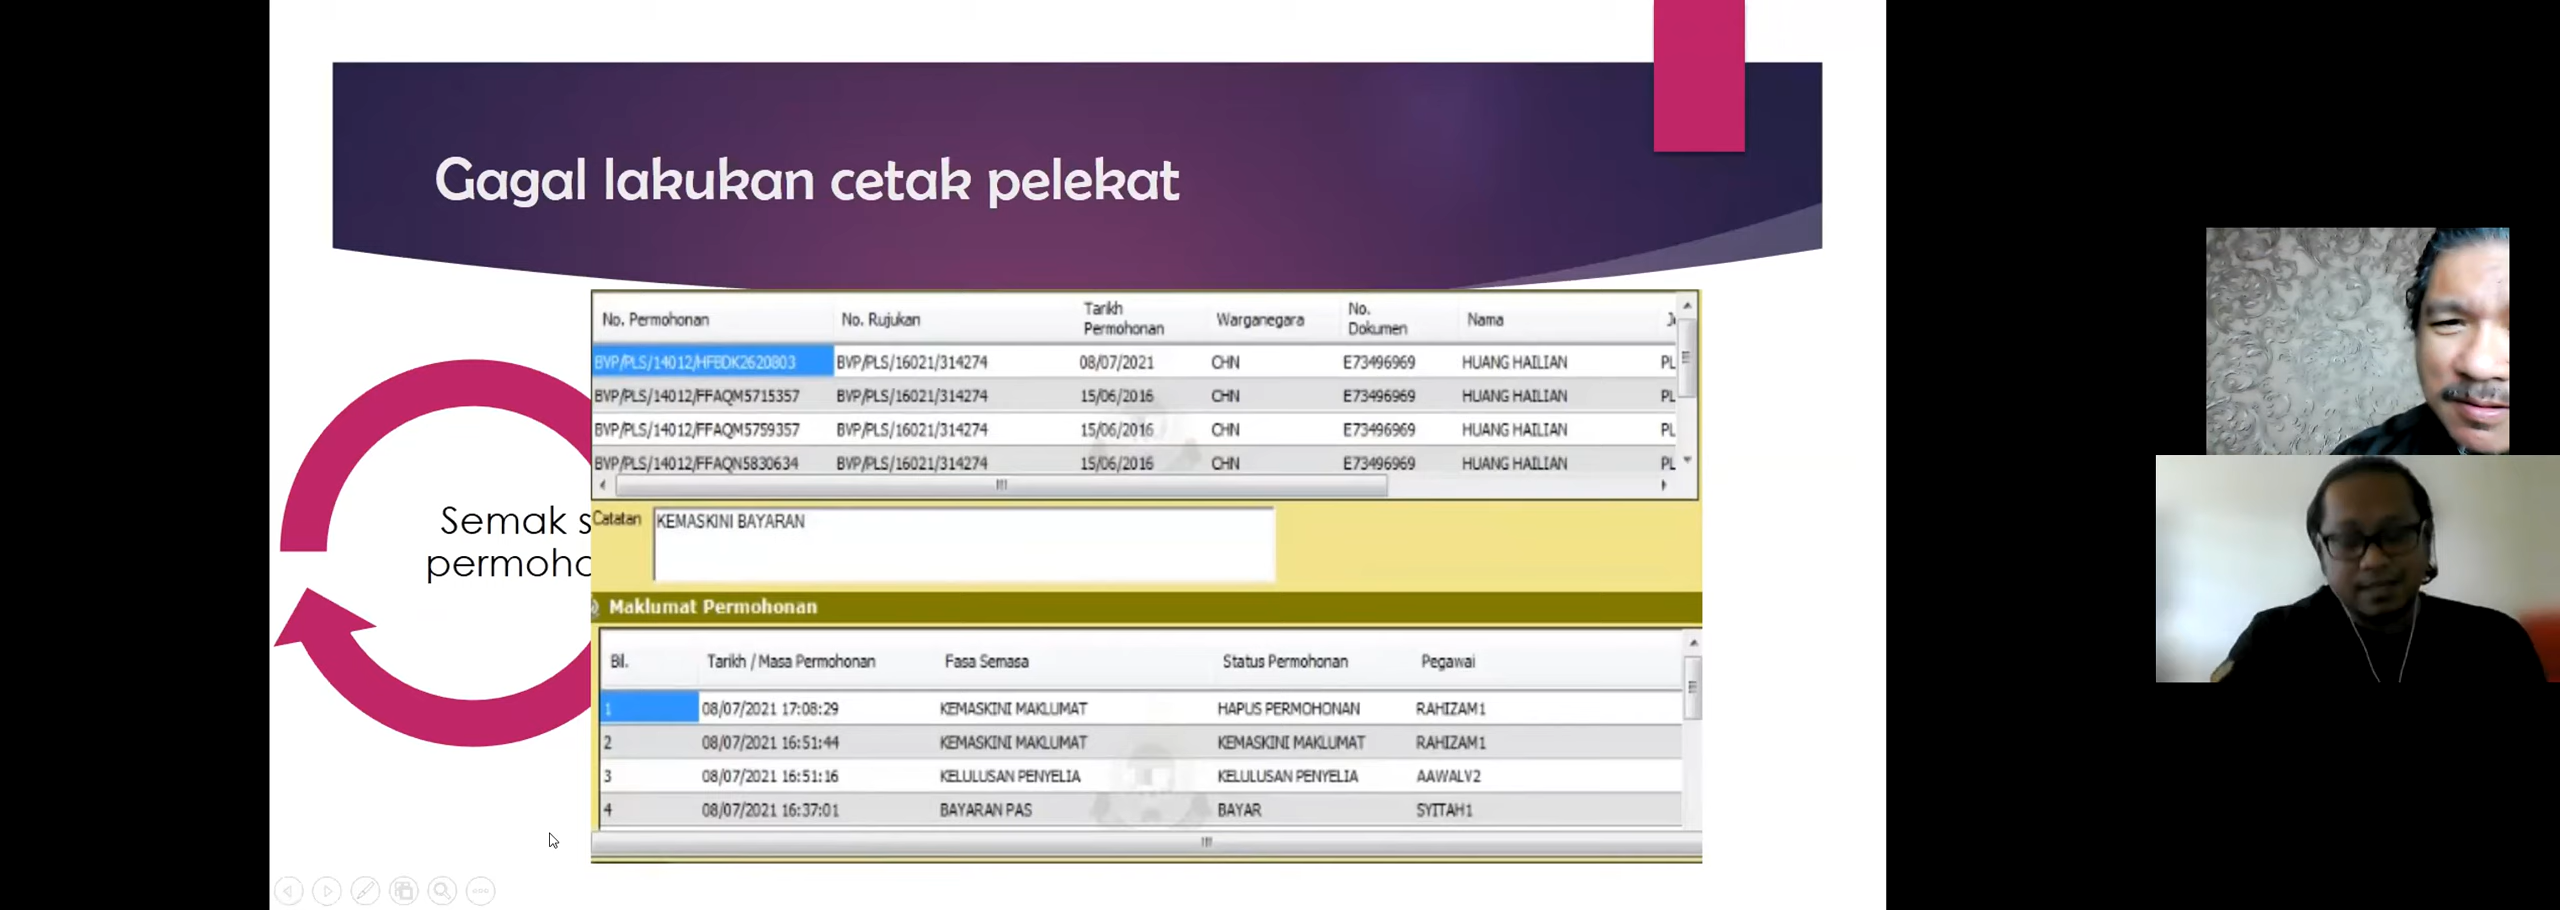 Gagal lakukan cetak pelekat
Semak s
permoho
No. Permohonan No. Rujukan Tarikh Permohonan Warganegara No. Dokumen Nama
BVP/PLS/14012/HFBDK2620803 BVP/PLS/16021/314274 08/07/2021 CHN E73496969 HUANG HAILIAN PL
BVP/PLS/14012/FFAQM5715357 BVP/PLS/16021/314274 15/06/2016 CHN E73496969 HUANG HAILIAN PL
BVP/PLS/14012/FFAQM5759357 BVP/PLS/16021/314274 15/06/2016 CHN E73496969 HUANG HAILIAN PL
BVP/PLS/14012/FFAQN5830634 BVP/PLS/16021/314274 15/06/2016 CHN E73496969 HUANG HAILIAN PL
Catatan KEMASKINI BAYARAN
Maklumat Permohonan
Bil. Tarikh / Masa Permohonan Fasa Semasa Status Permohonan Pegawai
1 08/07/2021 17:08:29 KEMASKINI MAKLUMAT HAPUS PERMOHONAN RAHIZAM1
2 08/07/2021 16:51:44 KEMASKINI MAKLUMAT KEMASKINI MAKLUMAT RAHIZAM1
3 08/07/2021 16:51:16 KELULUSAN PENYELIA KELULUSAN PENYELIA AAWALV2
4 08/07/2021 16:37:01 BAYARAN PAS BAYAR SYITAH1